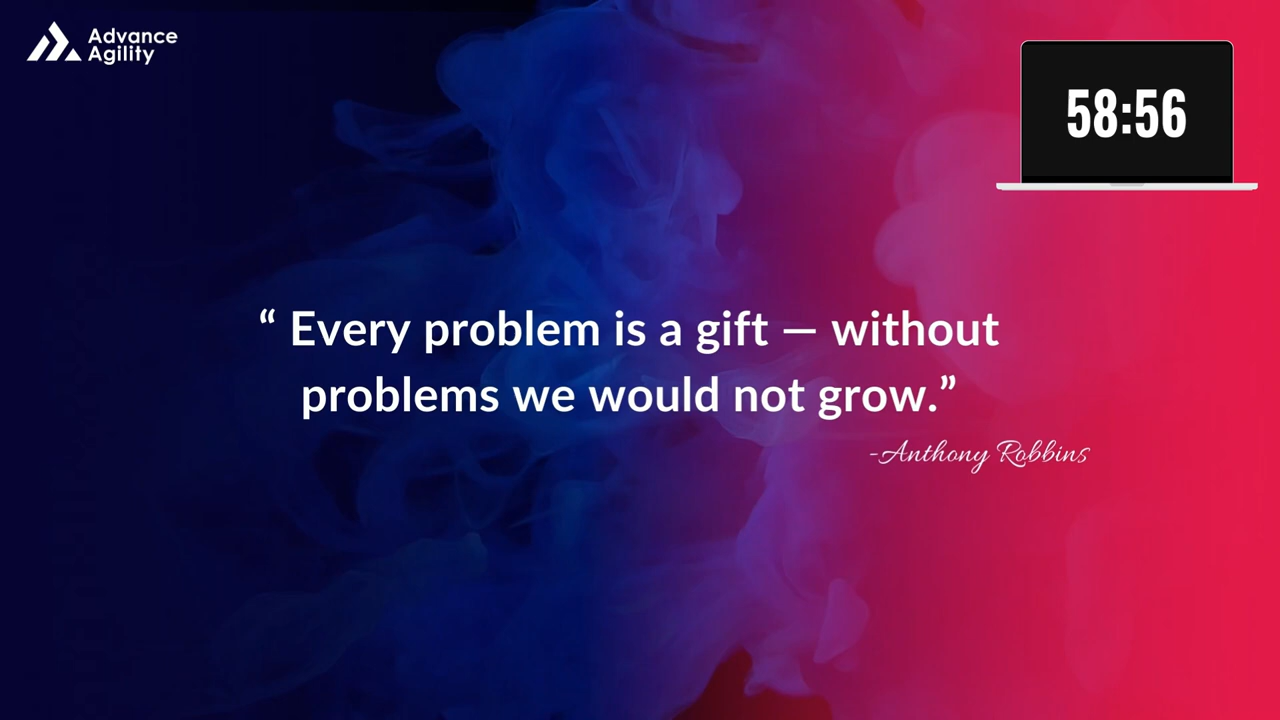 Advance
Agility
58:56
“ Every problem is a gift — without
problems we would not grow.”
-Anthony Robbins